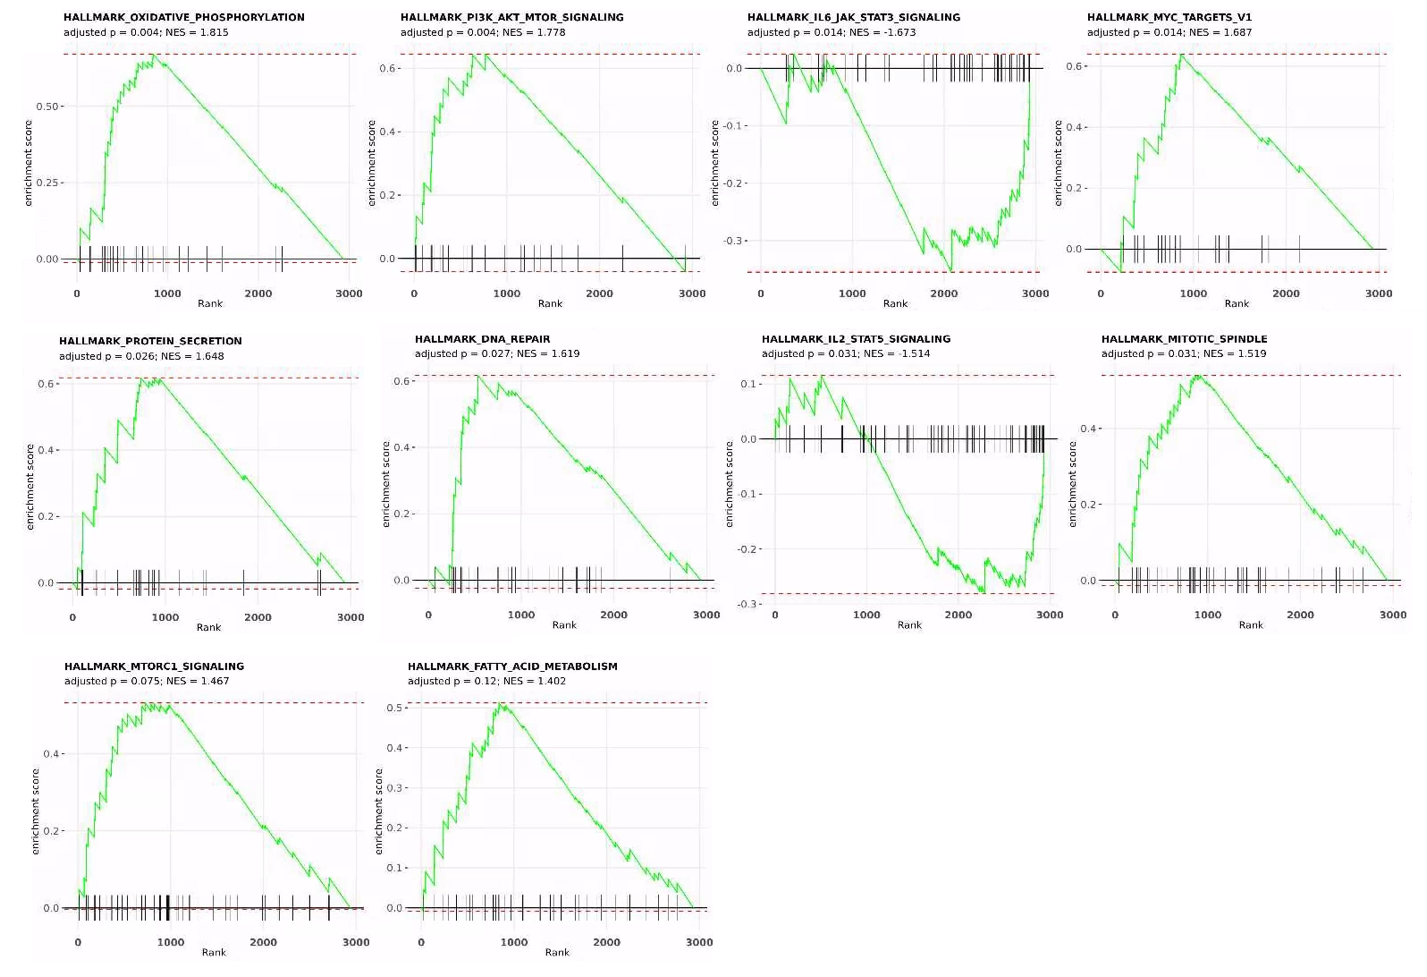 HALLMARK_OXIDATIVE_PHOSPHORYLATION
adjusted p = 0.004; NES = 1.815
enrichment score
0.50
0.25
0.00
0 1000 2000 3000
Rank
HALLMARK_PI3K_AKT_MTOR_SIGNALING
adjusted p = 0.004; NES = 1.778
enrichment score
0.6
0.4
0.2
0.0
0 1000 2000 3000
Rank
HALLMARK_IL6_JAK_STAT3_SIGNALING
adjusted p = 0.014; NES = -1.673
enrichment score
0.0
-0.1
-0.2
-0.3
0 1000 2000 3000
Rank
HALLMARK_MYC_TARGETS_V1
adjusted p = 0.014; NES = 1.687
enrichment score
0.6
0.4
0.2
0.0
0 1000 2000 3000
Rank
HALLMARK_PROTEIN_SECRETION
adjusted p = 0.026; NES = 1.648
enrichment score
0.6
0.4
0.2
0.0
0 1000 2000 3000
Rank
HALLMARK_DNA_REPAIR
adjusted p = 0.027; NES = 1.619
enrichment score
0.6
0.4
0.2
0.0
0 1000 2000 3000
Rank
HALLMARK_IL2_STAT5_SIGNALING
adjusted p = 0.031; NES = -1.514
enrichment score
0.1
0.0
-0.1
-0.2
-0.3
0 1000 2000 3000
Rank
HALLMARK_MITOTIC_SPINDLE
adjusted p = 0.031; NES = 1.519
enrichment score
0.4
0.2
0.0
0 1000 2000 3000
Rank
HALLMARK_MTORC1_SIGNALING
adjusted p = 0.075; NES = 1.467
enrichment score
0.4
0.2
0.0
0 1000 2000 3000
Rank
HALLMARK_FATTY_ACID_METABOLISM
adjusted p = 0.12; NES = 1.402
enrichment score
0.5
0.4
0.3
0.2
0.1
0.0
0 1000 2000 3000
Rank